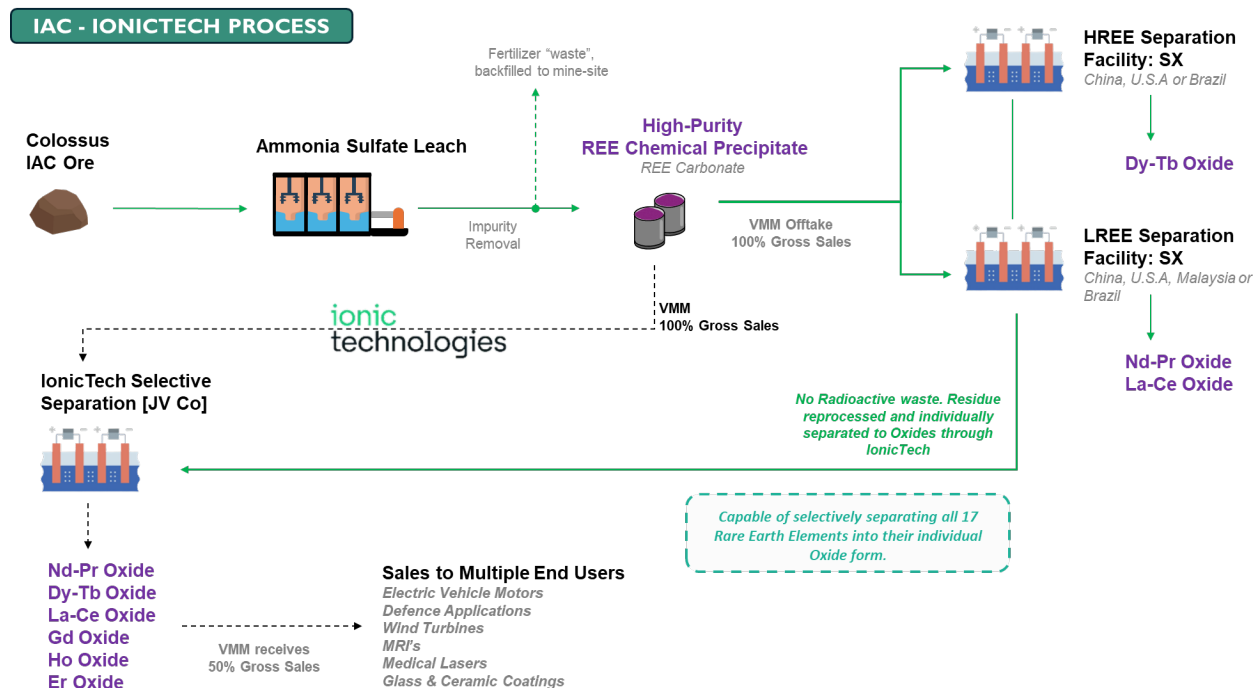 IAC - IONICTECH PROCESS
Fertilizer “waste”,
backfilled to mine-site
HREE Separation
Facility: SX
China, U.S.A or Brazil
Colossus
IAC Ore
Ammonia Sulfate Leach
High-Purity
REE Chemical Precipitate
REE Carbonate
Dy-Tb Oxide
Impurity
Removal
VMM Offtake
100% Gross Sales
LREE Separation
Facility: SX
China, U.S.A, Malaysia or
Brazil
VMM
100% Gross Sales
ionic
technologies
Nd-Pr Oxide
La-Ce Oxide
IonicTech Selective
Separation [JV Co]
No Radioactive waste. Residue
reprocessed and individually
separated to Oxides through
IonicTech
Capable of selectively separating all 17
Rare Earth Elements into their individual
Oxide form.
Nd-Pr Oxide
Dy-Tb Oxide
La-Ce Oxide
Gd Oxide
Ho Oxide
Er Oxide
VMM receives
50% Gross Sales
Sales to Multiple End Users
Electric Vehicle Motors
Defence Applications
Wind Turbines
MRI's
Medical Lasers
Glass & Ceramic Coatings